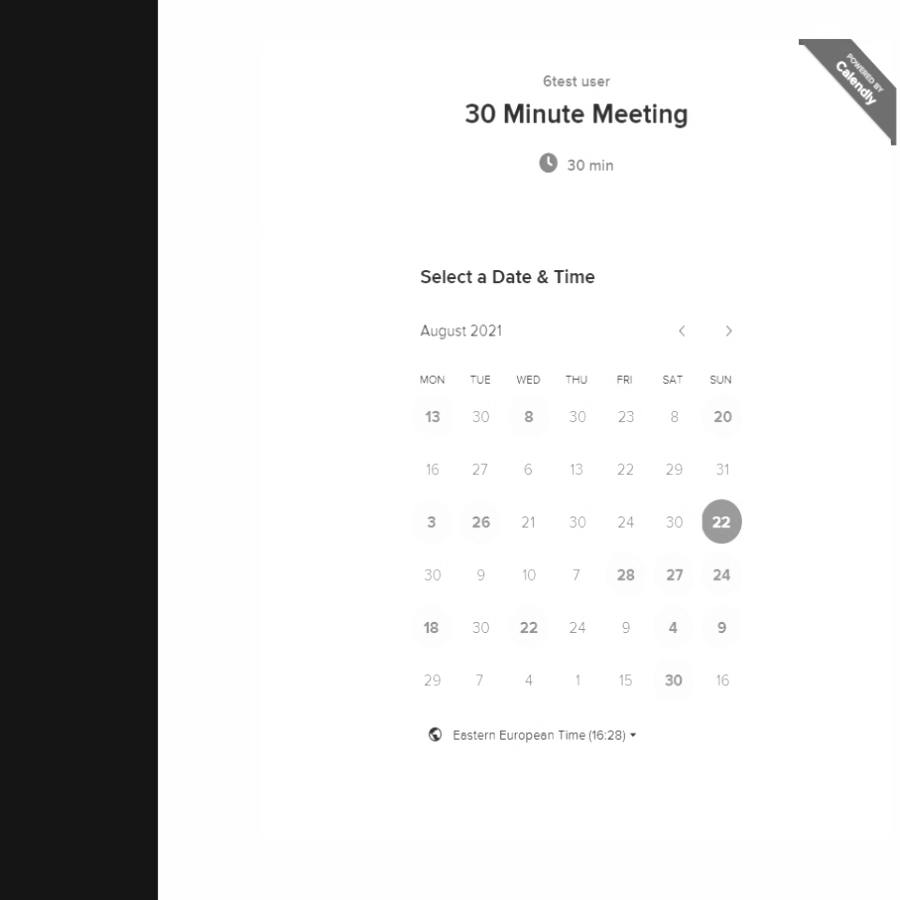 POWERED BY
Calendly
6test user
30 Minute Meeting
30 min
Select a Date & Time
August 2021
MON TUE WED THU FRI SAT SUN
13 30 8 30 23 8 20
16 27 6 13 22 29 31
3 26 21 30 24 30 22
30 9 10 7 28 27 24
18 30 22 24 9 4 9
29 7 4 1 15 30 16
Eastern European Time (16:28)